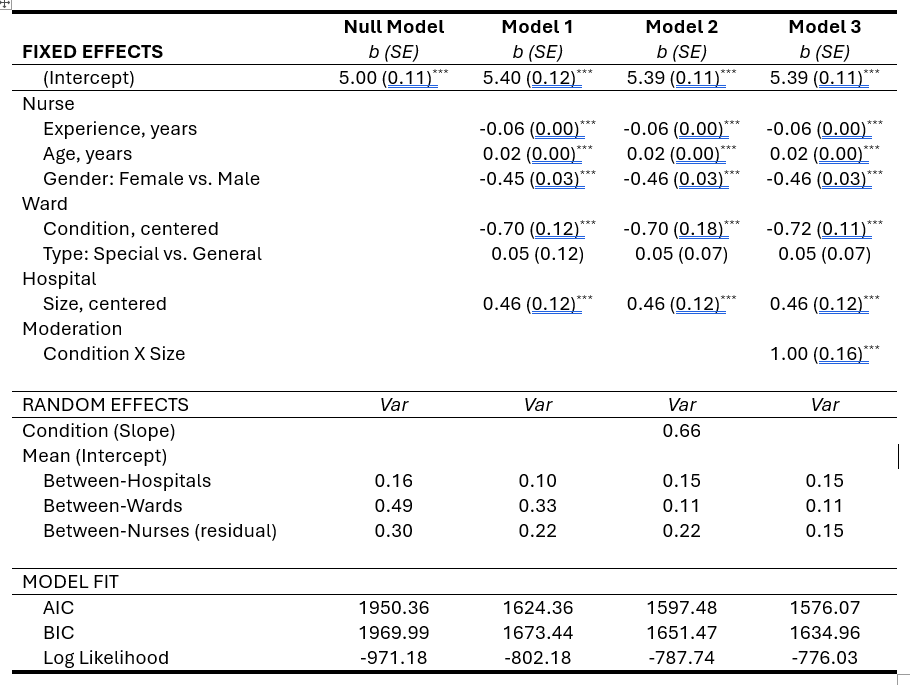 Null Model Model 1 Model 2 Model 3
FIXED EFFECTS b (SE) b (SE) b (SE) b (SE)
(Intercept) 5.00 (0.11)*** 5.40 (0.12)*** 5.39 (0.11)*** 5.39 (0.11)***
Nurse
Experience, years -0.06 (0.00)*** -0.06 (0.00)*** -0.06 (0.00)***
Age, years 0.02 (0.00)*** 0.02 (0.00)*** 0.02 (0.00)***
Gender: Female vs. Male -0.45 (0.03)*** -0.46 (0.03)*** -0.46 (0.03)***
Ward
Condition, centered -0.70 (0.12)*** -0.70 (0.18)*** -0.72 (0.11)***
Type: Special vs. General 0.05 (0.12) 0.05 (0.07) 0.05 (0.07)
Hospital
Size, centered 0.46 (0.12)*** 0.46 (0.12)*** 0.46 (0.12)***
Moderation
Condition X Size 1.00 (0.16)***
RANDOM EFFECTS Var Var Var Var
Condition (Slope) 0.66
Mean (Intercept)
Between-Hospitals 0.16 0.10 0.15 0.15
Between-Wards 0.49 0.33 0.11 0.11
Between-Nurses (residual) 0.30 0.22 0.22 0.15
MODEL FIT
AIC 1950.36 1624.36 1597.48 1576.07
BIC 1969.99 1673.44 1651.47 1634.96
Log Likelihood -971.18 -802.18 -787.74 -776.03